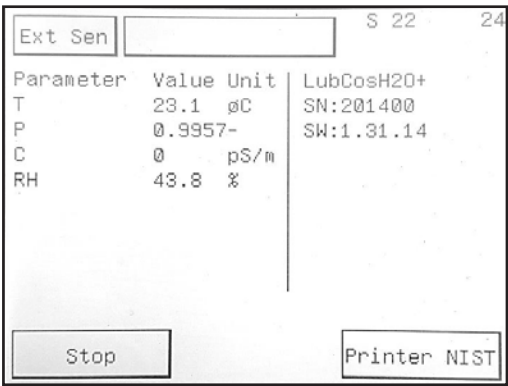 S 22 24
Ext Sen
Parameter Value Unit
T 23.1 øC
P 0.9957-
C 0 pS/m
RH 43.8 %
LubCosH2O+
SN:201400
SW:1.31.14
Stop
Printer NIST